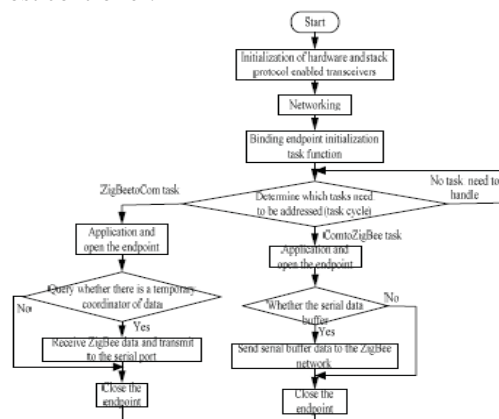 Start
Initialization of hardware and stack
protocol enabled transceivers
Networking
Binding endpoint initialization
task function
ZigBeetoCom task
No task need to
handle
Determine which tasks need
to be addressed(task cycle)
ComtoZigBee task
Application and
open the endpoint
Application and
open the endpoint
Query whether there is a temporary
coordinator of data
No
Yes
Whether the serial data
buffer
No
Yes
Receive ZigBee data and transmit
to the serial port
Send serial buffer data to the ZigBee
network
Close the
endpoint
Close the
endpoint